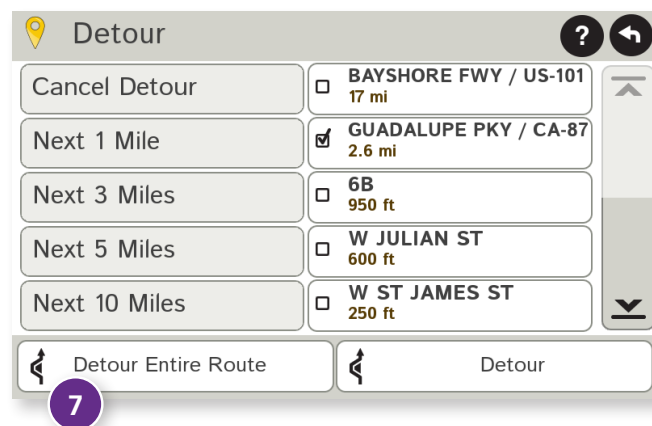 Detour
?
Cancel Detour
BAYSHORE FWY / US-101
17 mi
Next 1 Mile
GUADALUPE PKY / CA-87
2.6 mi
Next 3 Miles
6B
950 ft
Next 5 Miles
W JULIAN ST
600 ft
Next 10 Miles
W ST JAMES ST
250 ft
Detour Entire Route
Detour
7